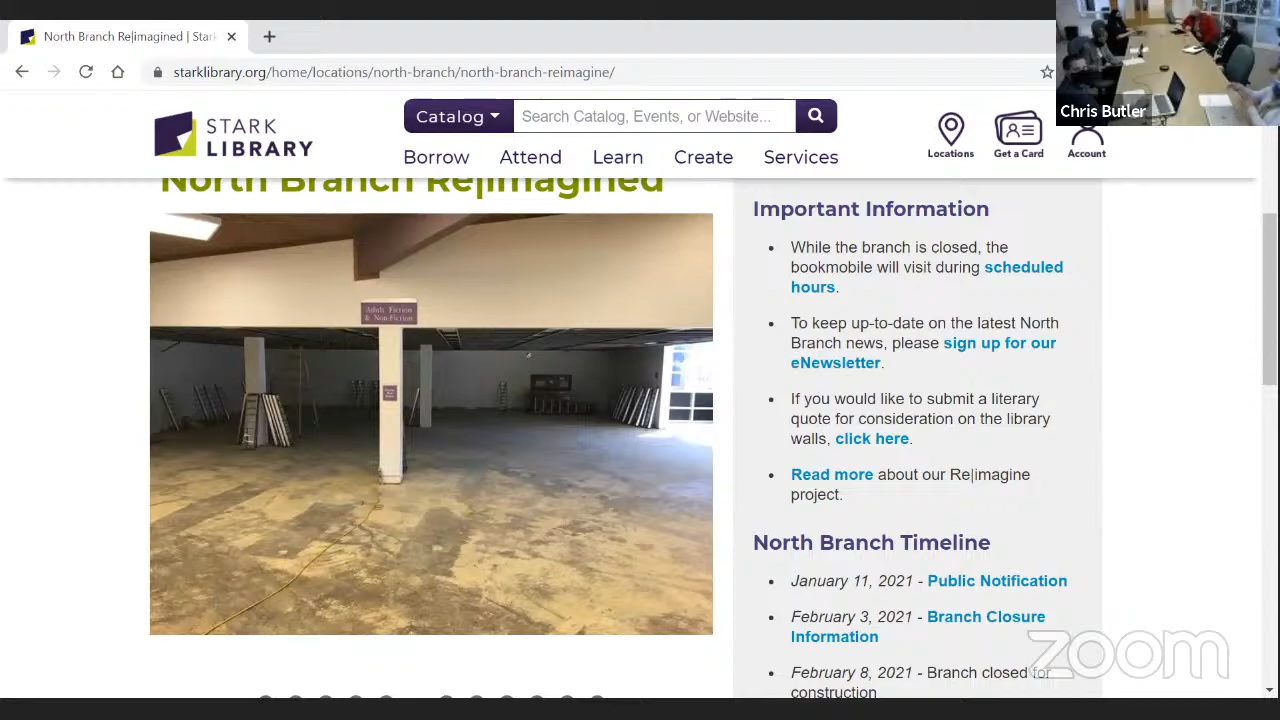 North Branch Re|imagined | Stark
starklibrary.org/home/locations/north-branch/north-branch-reimagine/
Chris Butler
STARK
LIBRARY
Catalog
Search Catalog, Events, or Website...
Borrow
Attend
Learn
Create
Services
Locations
Get a Card
Account
North Branch Re|imagined
Adult Fiction
& Non-Fiction
Important Information
While the branch is closed, the
bookmobile will visit during scheduled
hours.
To keep up-to-date on the latest North
Branch news, please sign up for our
eNewsletter.
If you would like to submit a literary
quote for consideration on the library
walls, click here.
Read more about our Re|imagine
project.
North Branch Timeline
January 11, 2021 - Public Notification
February 3, 2021 - Branch Closure
Information
February 8, 2021 - Branch closed for
construction
zoom